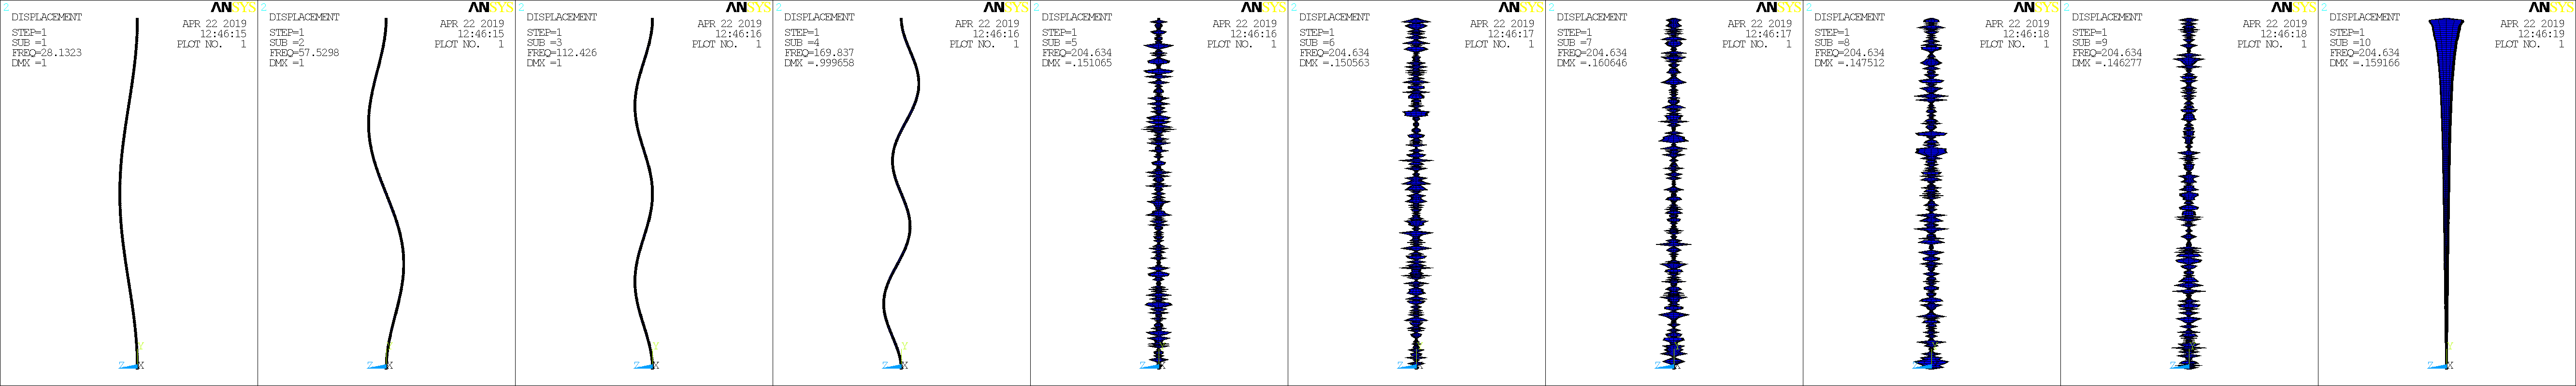 2
ANSYS
DISPLACEMENT
STEP=1
SUB =1
FREQ=28.1323
DMX =1
APR 22 2019
12:46:15
PLOT NO. 1
Y
Z X
2
ANSYS
DISPLACEMENT
STEP=1
SUB =2
FREQ=57.5298
DMX =1
APR 22 2019
12:46:15
PLOT NO. 1
Y
Z X
2
ANSYS
DISPLACEMENT
STEP=1
SUB =3
FREQ=112.426
DMX =1
APR 22 2019
12:46:16
PLOT NO. 1
Y
Z X
2
ANSYS
DISPLACEMENT
STEP=1
SUB =4
FREQ=169.837
DMX =.999658
APR 22 2019
12:46:16
PLOT NO. 1
Y
Z X
2
ANSYS
DISPLACEMENT
STEP=1
SUB =5
FREQ=204.634
DMX =.151065
APR 22 2019
12:46:16
PLOT NO. 1
Z X
2
ANSYS
DISPLACEMENT
STEP=1
SUB =6
FREQ=204.634
DMX =.150563
APR 22 2019
12:46:17
PLOT NO. 1
Z X
2
ANSYS
DISPLACEMENT
STEP=1
SUB =7
FREQ=204.634
DMX =.160646
APR 22 2019
12:46:17
PLOT NO. 1
Z X
2
ANSYS
DISPLACEMENT
STEP=1
SUB =8
FREQ=204.634
DMX =.147512
APR 22 2019
12:46:18
PLOT NO. 1
Z X
2
ANSYS
DISPLACEMENT
STEP=1
SUB =9
FREQ=204.634
DMX =.146277
APR 22 2019
12:46:18
PLOT NO. 1
Z X
2
ANSYS
DISPLACEMENT
STEP=1
SUB =10
FREQ=204.634
DMX =.159166
APR 22 2019
12:46:19
PLOT NO. 1
Y
Z X